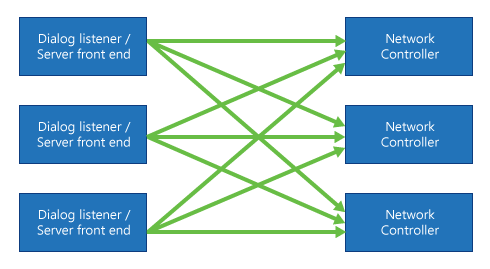 Dialog listener /
Server front end
Network
Controller
Dialog listener /
Server front end
Network
Controller
Dialog listener /
Server front end
Network
Controller